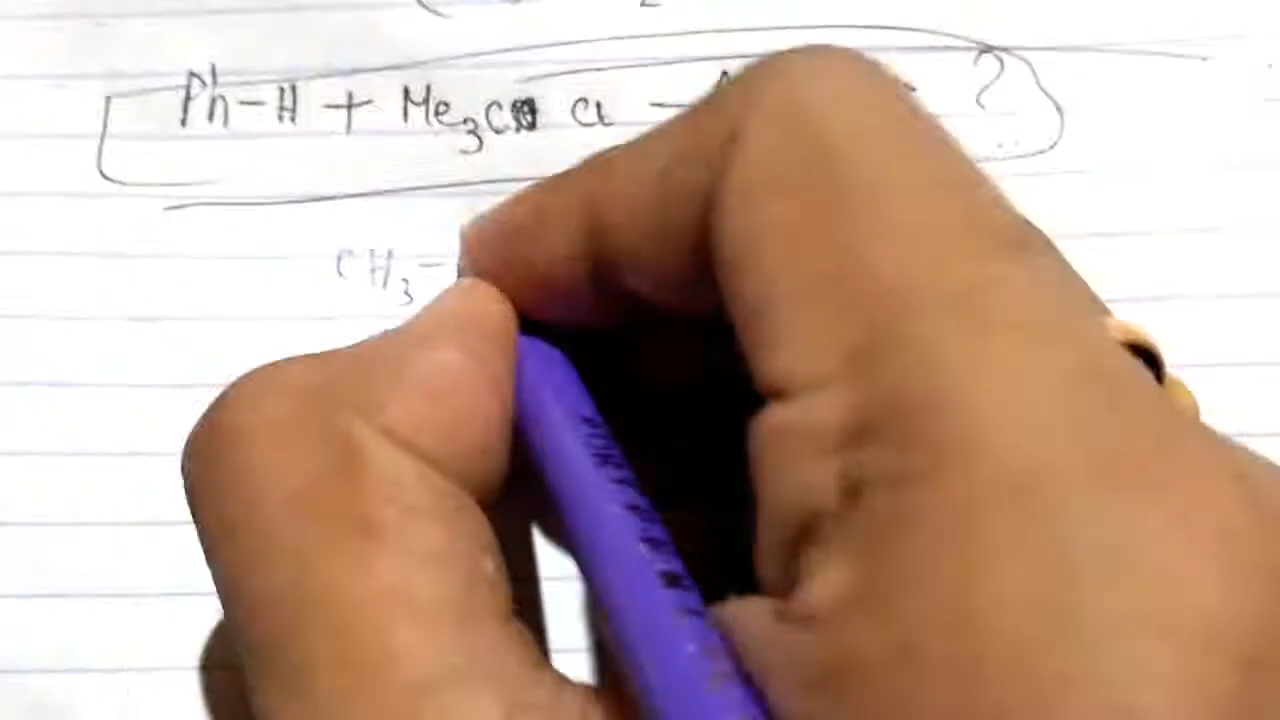 Ph-H + Me₃C Cl — ?
CH₃-